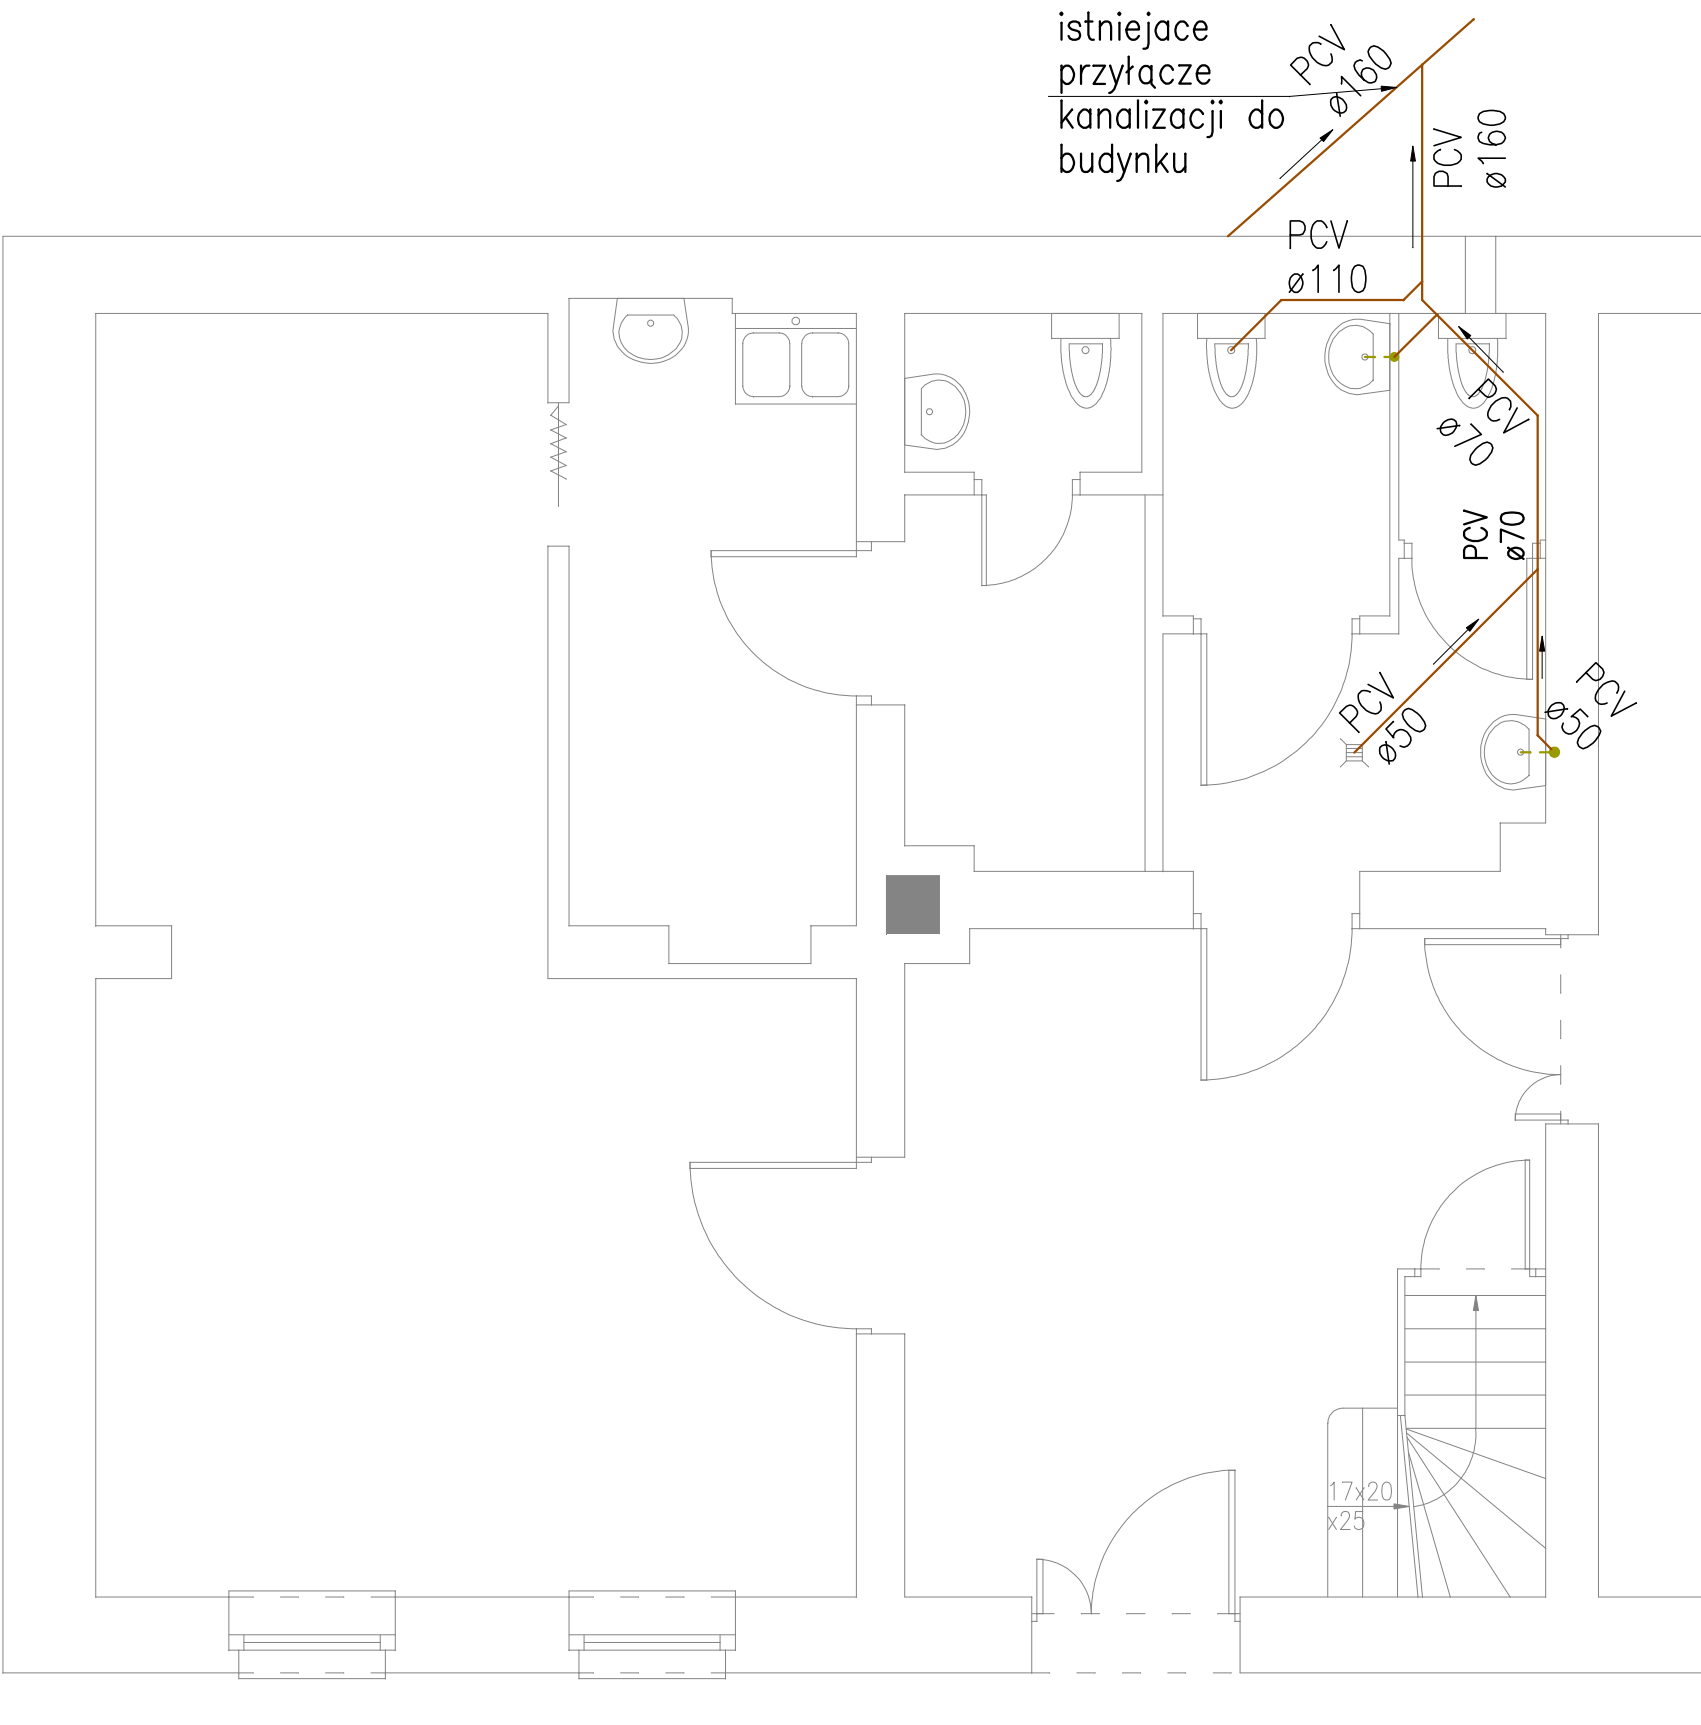 istniejace
przyłącze
kanalizacji do
budynku
PCV
ø160
PCV
ø160
PCV
ø110
PCV
ø70
PCV
ø70
PCV
ø50
PCV
ø50
17x20
x25